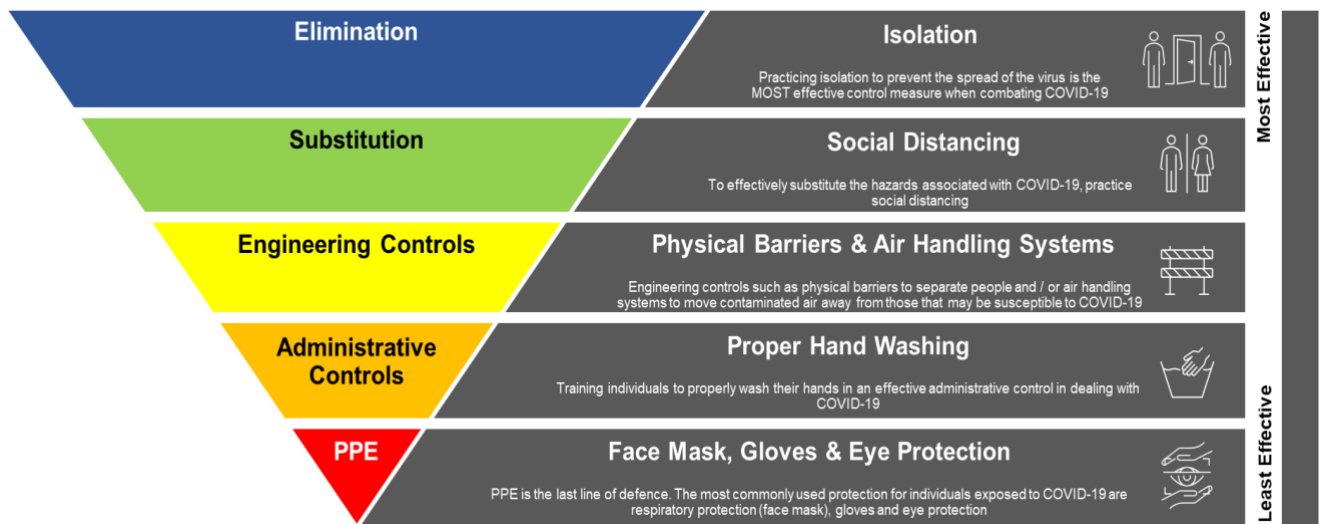 Elimination
Isolation
Practicing isolation to prevent the spread of the virus is the
MOST effective control measure when combating COVID-19
Most Effective
Substitution
Social Distancing
To effectively substitute the hazards associated with COVID-19, practice
social distancing
Engineering Controls
Physical Barriers & Air Handling Systems
Engineering controls such as physical barriers to separate people and / or air handling
systems to move contaminated air away from those that may be susceptible to COVID-19
Administrative
Controls
Proper Hand Washing
Training individuals to properly wash their hands in an effective administrative control in dealing with
COVID-19
PPE
Face Mask, Gloves & Eye Protection
PPE is the last line of defence. The most commonly used protection for individuals exposed to COVID-19 are
respiratory protection (face mask), gloves and eye protection
Least Effective